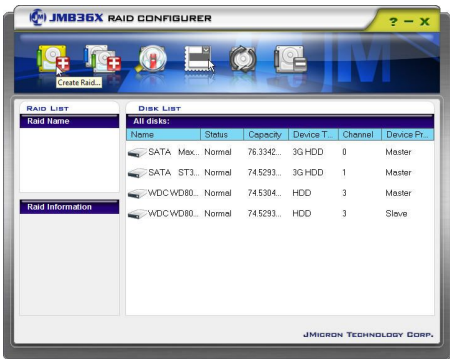 JMB36X RAID CONFIGURER
? – X
Create Raid...
RAID LIST
Raid Name
Raid Information
DISK LIST
All disks:
Name Status Capacity Device T... Channel Device Pr...
SATA Max... Normal 76.3342... 3G HDD 0 Master
SATA ST3... Normal 74.5293... 3G HDD 1 Master
WDC WD80... Normal 74.5304... HDD 3 Master
WDC WD80... Normal 74.5293... HDD 3 Slave
JMICRON TECHNOLOGY CORP.